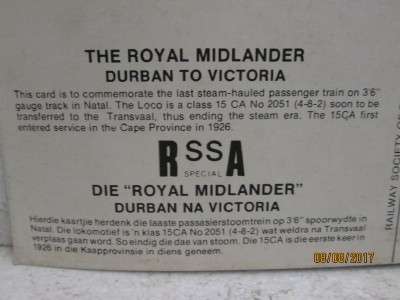 THE ROYAL MIDLANDER
DURBAN TO VICTORIA
This card is to commemorate the last steam-hauled passenger train on 3'6"
gauge track in Natal. The Loco is a class 15 CA No 2051 (4-8-2) soon to be
transferred to the Transvaal, thus ending the steam era. The 15CA first
entered service in the Cape Province in 1926.
RSSA
SPECIAL
DIE "ROYAL MIDLANDER"
DURBAN NA VICTORIA
Hierdie kaartjie herdenk die laatste passasierstoomtrein op 3'6" spoorwydte in
Natal. Die lokomotief is 'n klas 15CA No 2051 (4-8-2) wat weldra na Transvaal
verplaas gaan word. So eindig die dae van stoom. Die 15CA is die eerste keer in
1926 in die Kaapprovinsie in diens geneem.
RAILWAY SOCIETY OF
09/08/2017